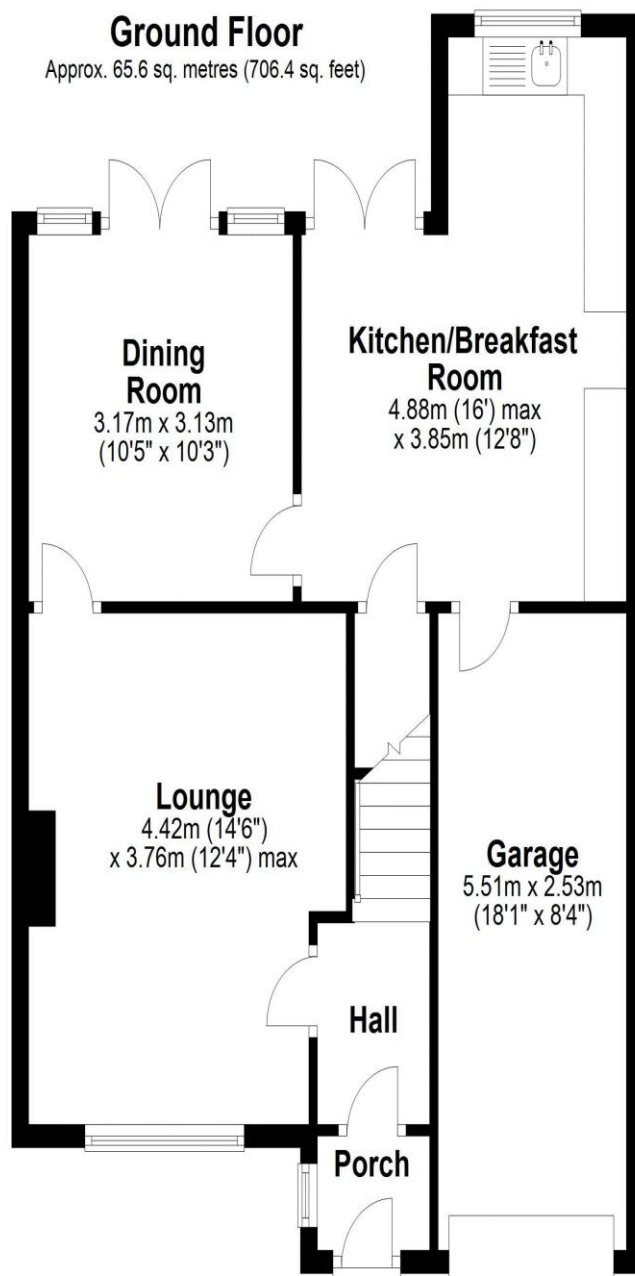 Ground Floor
Approx. 65.6 sq. metres (706.4 sq. feet)
Dining
Room
3.17m x 3.13m
(10'5" x 10'3")
Kitchen/Breakfast
Room
4.88m (16') max
x 3.85m (12'8")
Lounge
4.42m (14'6")
x 3.76m (12'4") max
Garage
5.51m x 2.53m
(18'1" x 8'4")
Hall
Porch